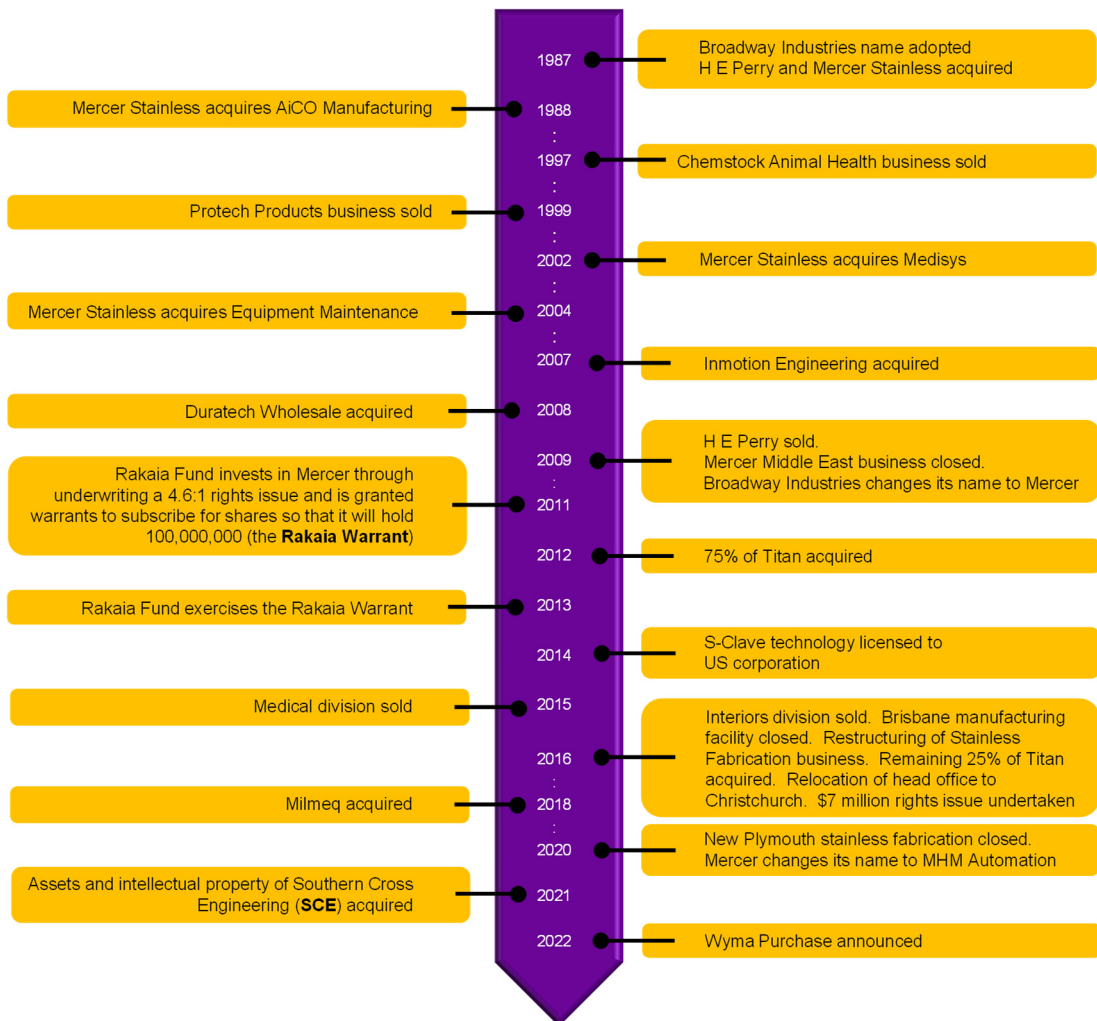 1987
Broadway Industries name adopted
H E Perry and Mercer Stainless acquired
Mercer Stainless acquires AiCO Manufacturing
1988
:
1997
Chemstock Animal Health business sold
:
Protech Products business sold
1999
:
2002
Mercer Stainless acquires Medisys
:
Mercer Stainless acquires Equipment Maintenance
2004
:
2007
Inmotion Engineering acquired
Duratech Wholesale acquired
2008
2009
H E Perry sold.
Mercer Middle East business closed.
Broadway Industries changes its name to Mercer
:
Rakaia Fund invests in Mercer through
underwriting a 4.6:1 rights issue and is granted
warrants to subscribe for shares so that it will hold
100,000,000 (the Rakaia Warrant)
2011
2012
75% of Titan acquired
Rakaia Fund exercises the Rakaia Warrant
2013
2014
S-Clave technology licensed to
US corporation
Medical division sold
2015
2016
Interiors division sold. Brisbane manufacturing
facility closed. Restructuring of Stainless
Fabrication business. Remaining 25% of Titan
acquired. Relocation of head office to
Christchurch. $7 million rights issue undertaken
:
Milmeq acquired
2018
:
2020
New Plymouth stainless fabrication closed.
Mercer changes its name to MHM Automation
Assets and intellectual property of Southern Cross
Engineering (SCE) acquired
2021
2022
Wyma Purchase announced